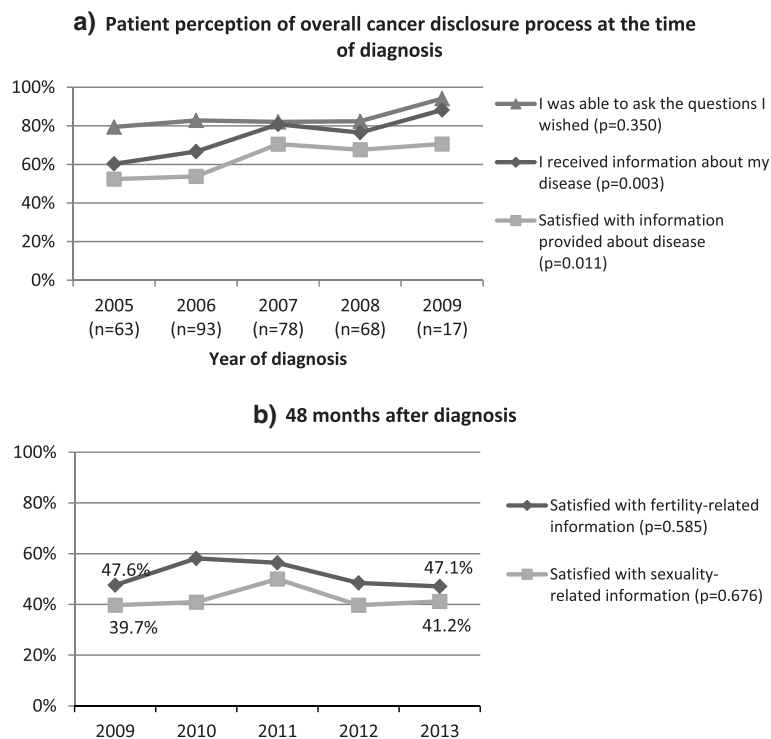 a) Patient perception of overall cancer disclosure process at the time
of diagnosis
100%
80%
60%
40%
20%
0%
2005
2006
2007
2008
2009
(n=63)
(n=93)
(n=78)
(n=68)
(n=17)
Year of diagnosis
I was able to ask the questions I
wished (p=0.350)
I received information about my
disease (p=0.003)
Satisfied with information
provided about disease
(p=0.011)
b) 48 months after diagnosis
100%
80%
60%
40%
20%
0%
47.6%
39.7%
47.1%
41.2%
2009
2010
2011
2012
2013
Satisfied with fertility-related
information (p=0.585)
Satisfied with sexuality-
related information (p=0.676)